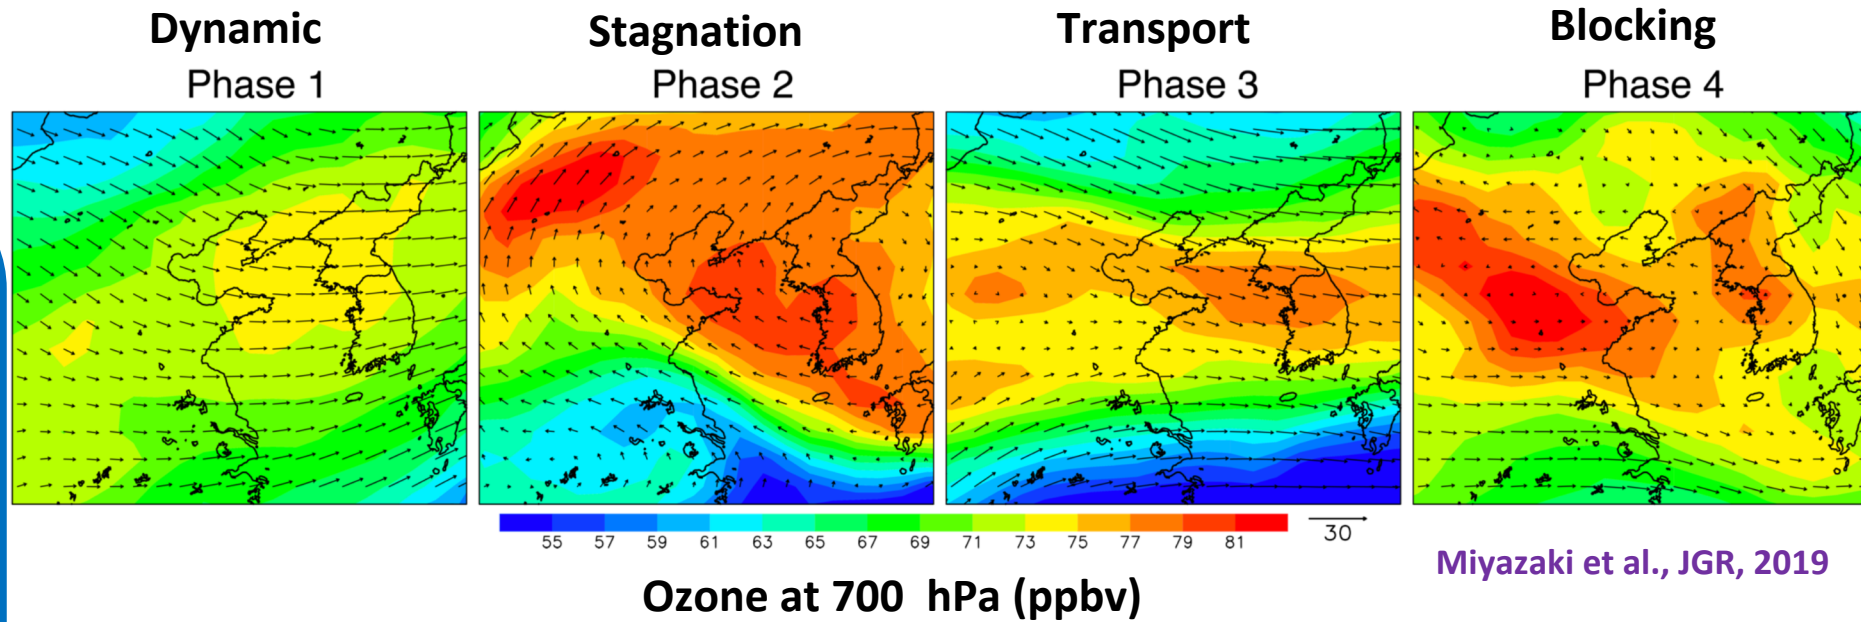 Dynamic Stagnation Transport Blocking
Phase 1 Phase 2 Phase 3 Phase 4
55 57 59 61 63 65 67 69 71 73 75 77 79 81 30
Miyazaki et al., JGR, 2019
Ozone at 700 hPa (ppbv)